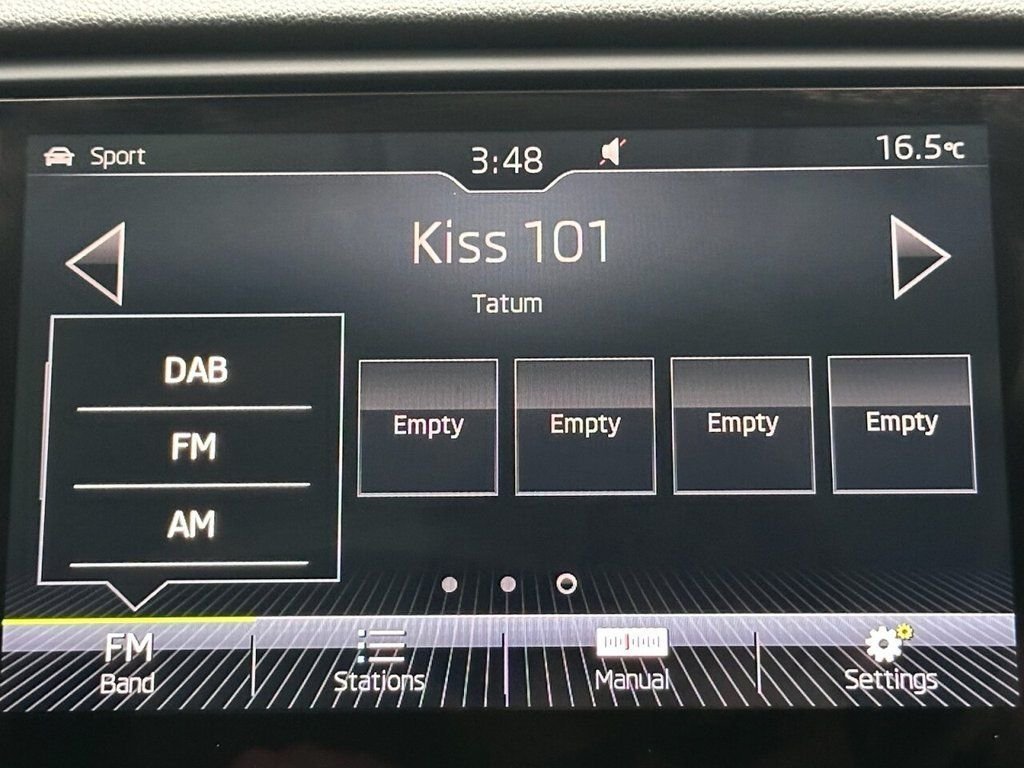 Sport 3:48 16.5°C
Kiss 101
Tatum
DAB
FM
AM
Empty Empty Empty Empty
FM
Band Stations Manual Settings